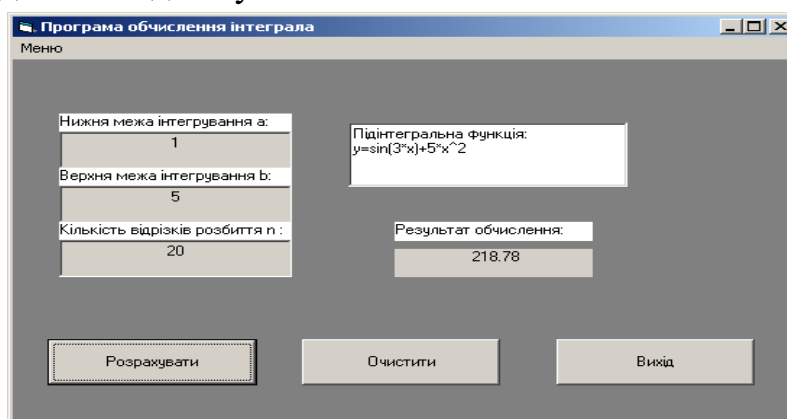 Програма обчислення інтеграла
Меню
Нижня межа інтегрування a:
1
Верхня межа інтегрування b:
5
Кількість відрізків розбиття n :
20
Підінтегральна функція:
y=sin(3*x)+5*x^2
Результат обчислення:
218.78
Розрахувати
Очистити
Вихід